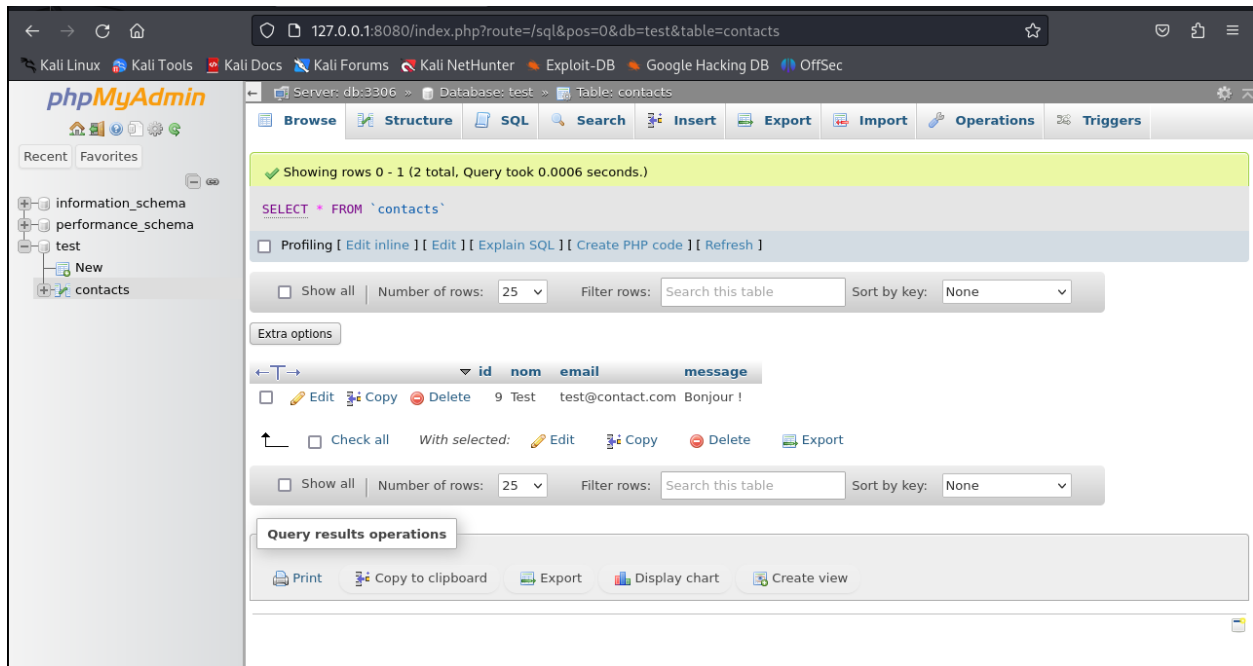 127.0.0.1:8080/index.php?route=/sql&pos=0&db=test&table=contacts
Kali Linux Kali Tools Kali Docs Kali Forums Kali NetHunter Exploit-DB Google Hacking DB OffSec
phpMyAdmin
Recent Favorites
information_schema
performance_schema
test
New
contacts
Server: db:3306 » Database: test » Table: contacts
Browse Structure SQL Search Insert Export Import Operations Triggers
Showing rows 0 - 1 (2 total, Query took 0.0006 seconds.)
SELECT * FROM `contacts`
Profiling [ Edit inline ] [ Edit ] [ Explain SQL ] [ Create PHP code ] [ Refresh ]
Show all | Number of rows: 25 Filter rows: Search this table Sort by key: None
Extra options
←T→ id nom email message
Edit Copy Delete 9 Test test@contact.com Bonjour !
Check all With selected: Edit Copy Delete Export
Show all | Number of rows: 25 Filter rows: Search this table Sort by key: None
Query results operations
Print Copy to clipboard Export Display chart Create view